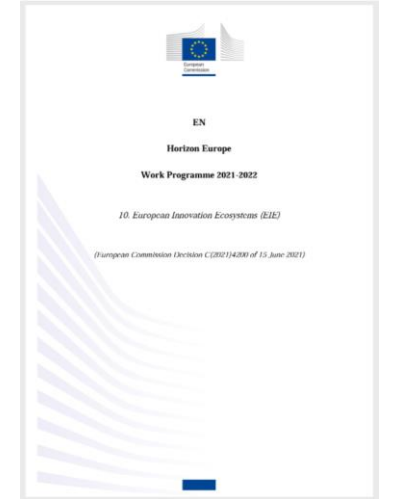 European
Commission
EN
Horizon Europe
Work Programme 2021-2022
10. European Innovation Ecosystems (EIE)
(European Commission Decision C(2021)4200 of 15 June 2021)